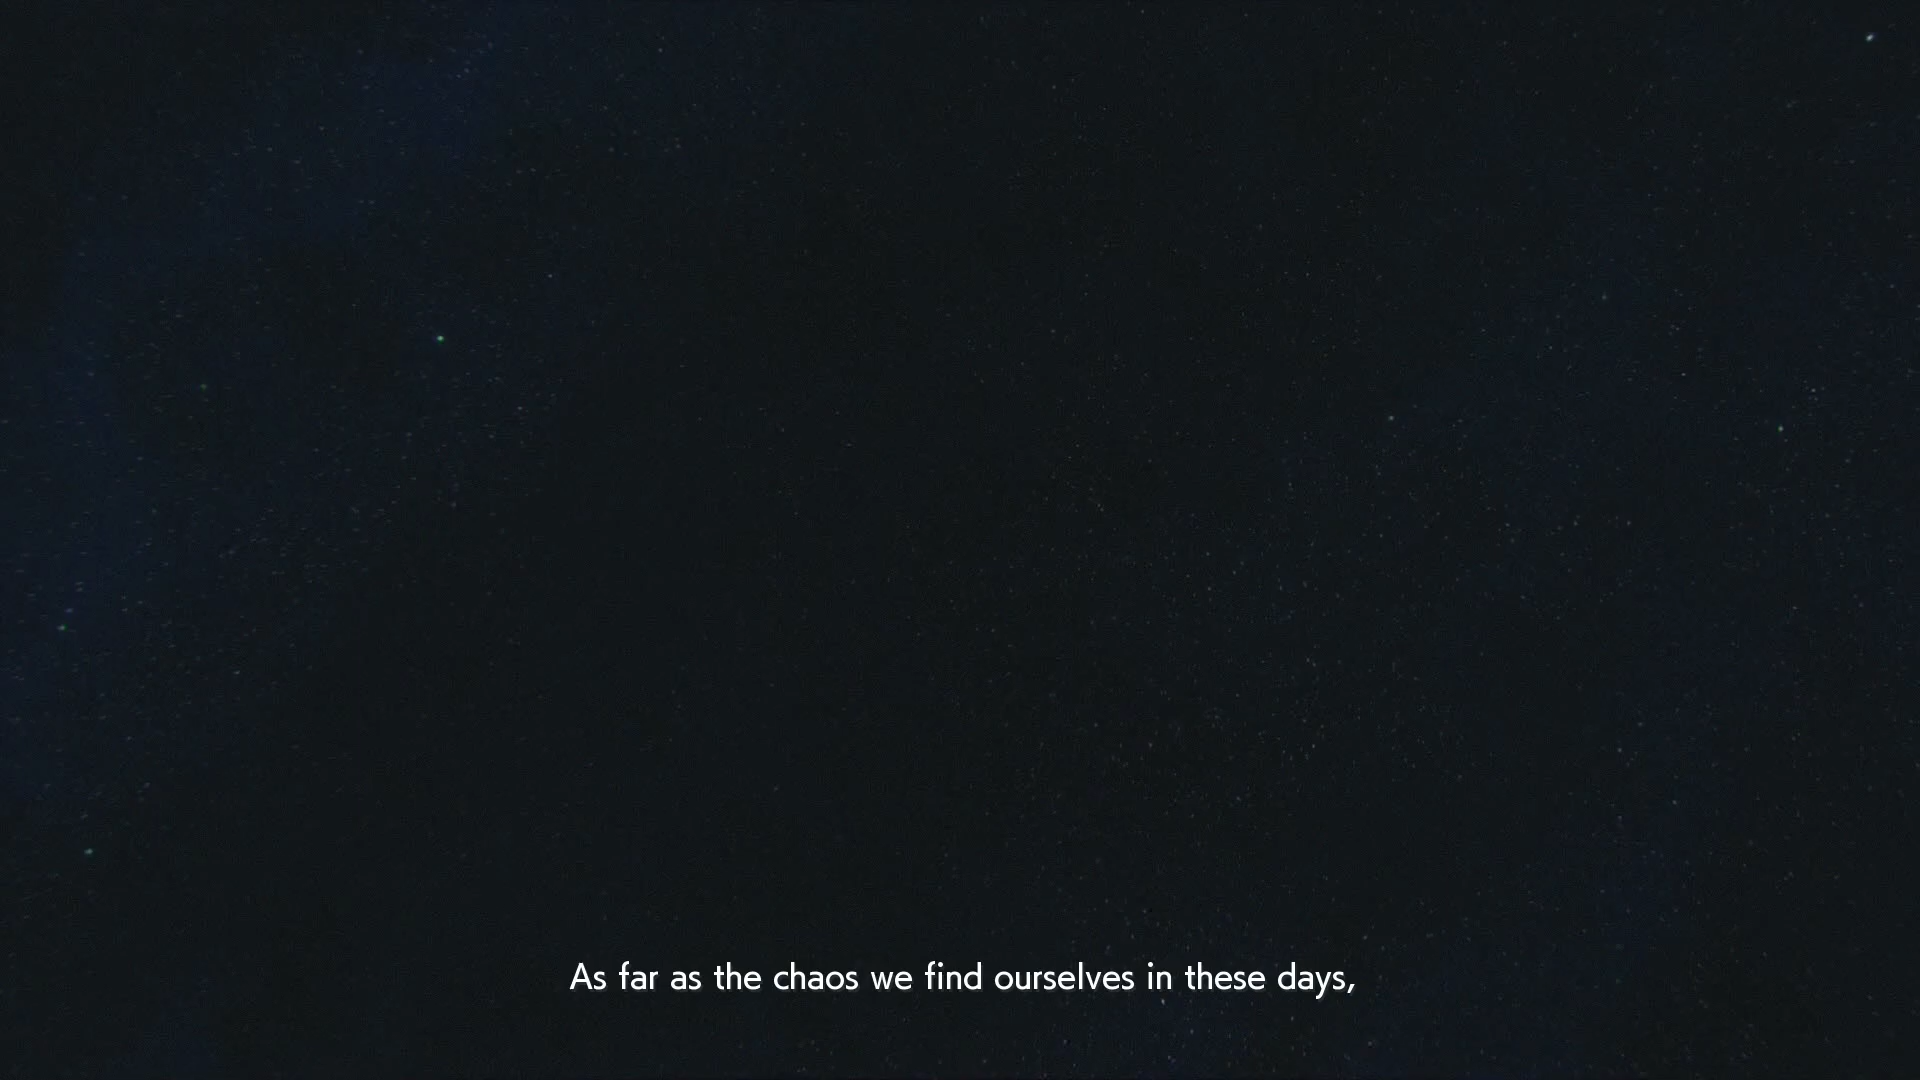 As far as the chaos we find ourselves in these days,